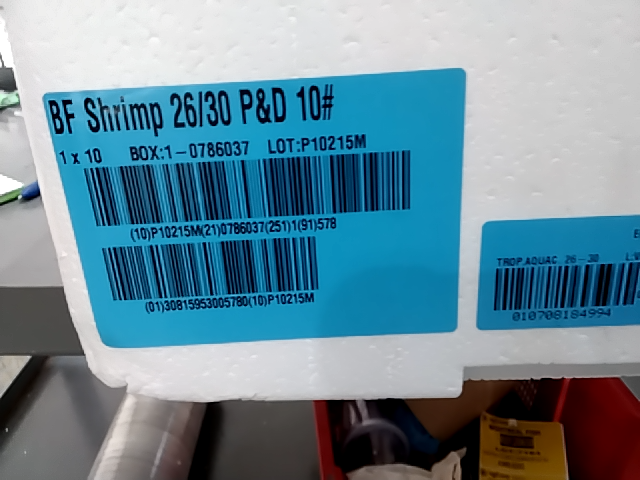 BF Shrimp 26/30 P&D 10#
1 x 10 BOX:1-0786037 LOT:P10215M
(10)P10215M(21)0786037(251)1(91)578
(01)30815953005780(10)P10215M
TROP.AQUAC 26-30
010708184994